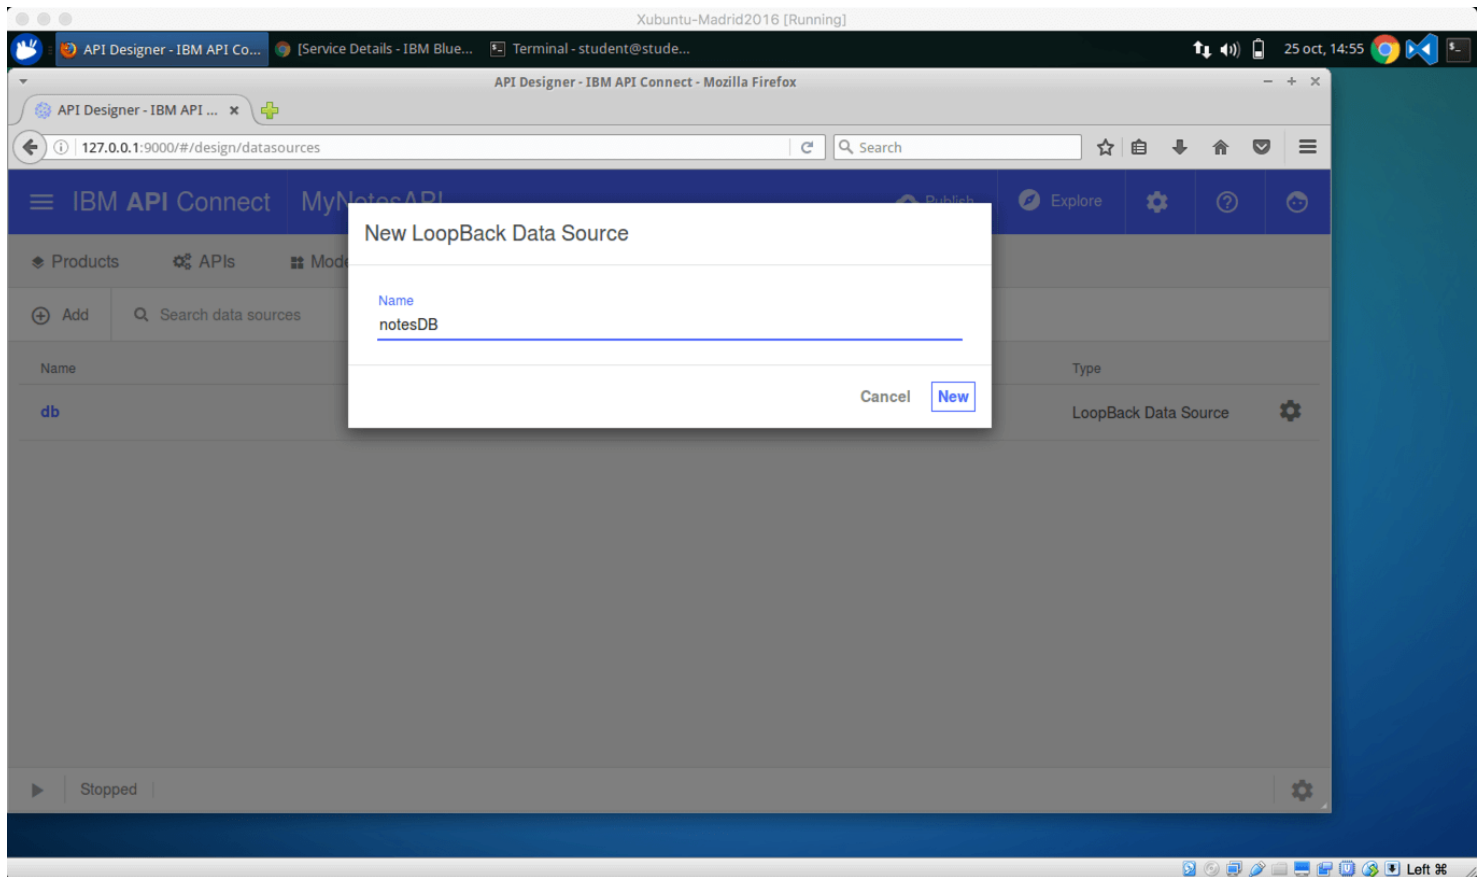 Xubuntu-Madrid2016 [Running]
API Designer - IBM API Co... [Service Details - IBM Blue... Terminal - student@stude... 25 oct, 14:55
API Designer - IBM API Connect - Mozilla Firefox
API Designer - IBM API ...
127.0.0.1:9000/#/design/datasources Search
IBM API Connect MyNotesAPI Publish Explore
New LoopBack Data Source
Products APIs Mode
Name
Add Search data sources
notesDB
Name Type
Cancel New
db LoopBack Data Source
Stopped
Left ⌘